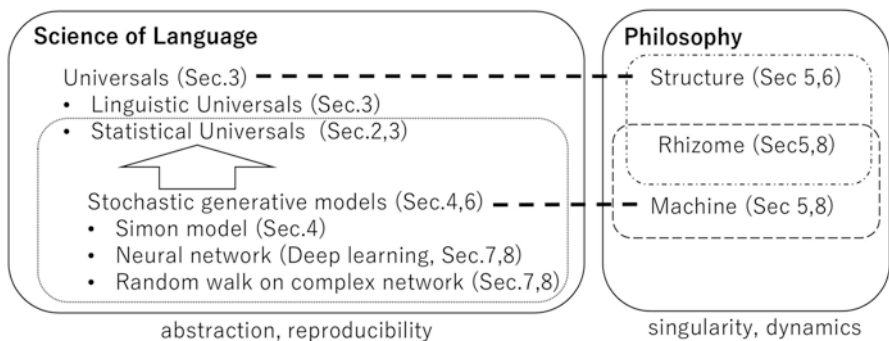 Science of Language
Universals (Sec.3)
• Linguistic Universals (Sec.3)
• Statistical Universals (Sec.2,3)
Stochastic generative models (Sec.4,6)
• Simon model (Sec.4)
• Neural network (Deep learning, Sec.7,8)
• Random walk on complex network (Sec.7,8)
abstraction, reproducibility
Philosophy
Structure (Sec 5,6)
Rhizome (Sec5,8)
Machine (Sec 5,8)
singularity, dynamics